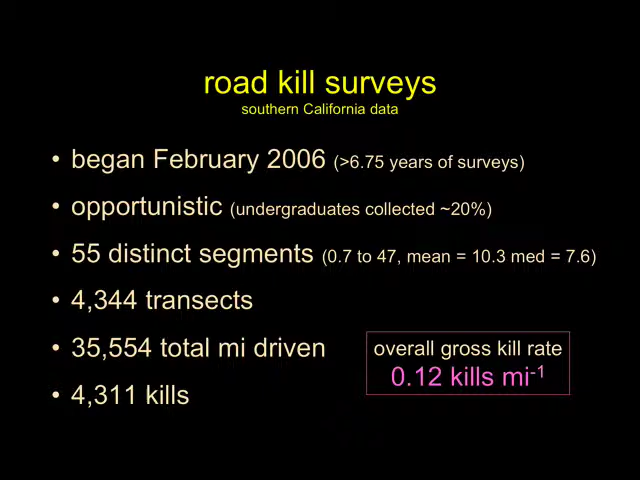 road kill surveys
southern California data
• began February 2006 (>6.75 years of surveys)
• opportunistic (undergraduates collected ~20%)
• 55 distinct segments (0.7 to 47, mean = 10.3 med = 7.6)
• 4,344 transects
• 35,554 total mi driven
• 4,311 kills
overall gross kill rate
0.12 kills mi⁻¹